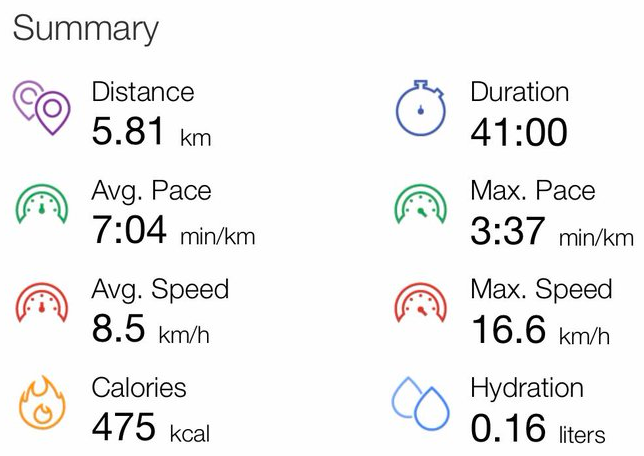 Summary
Distance
5.81 km
Duration
41:00
Avg. Pace
7:04 min/km
Max. Pace
3:37 min/km
Avg. Speed
8.5 km/h
Max. Speed
16.6 km/h
Calories
475 kcal
Hydration
0.16 liters